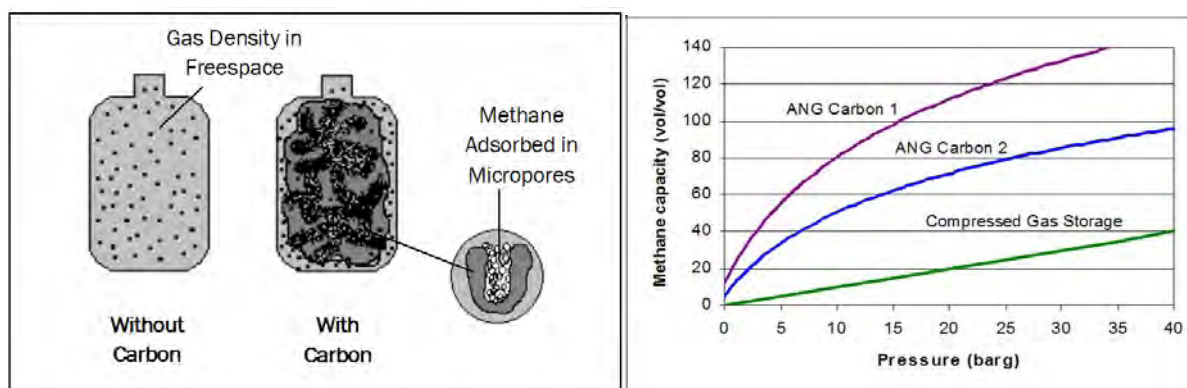 Gas Density in
Freespace
Methane
Adsorbed in
Micropores
Without
Carbon
With
Carbon
Methane capacity (vol/vol)
140
120
100
80
60
40
20
0
ANG Carbon 1
ANG Carbon 2
Compressed Gas Storage
0 5 10 15 20 25 30 35 40
Pressure (barg)